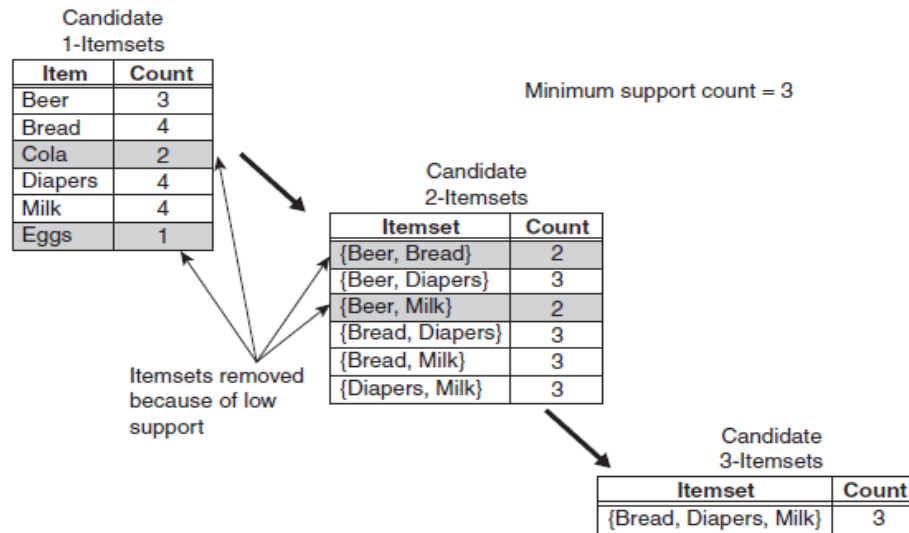 Candidate
1-Itemsets
Item Count
Beer 3
Bread 4
Cola 2
Diapers 4
Milk 4
Eggs 1
Minimum support count = 3
Candidate
2-Itemsets
Itemset Count
{Beer, Bread} 2
{Beer, Diapers} 3
{Beer, Milk} 2
{Bread, Diapers} 3
{Bread, Milk} 3
{Diapers, Milk} 3
Itemsets removed
because of low
support
Candidate
3-Itemsets
Itemset Count
{Bread, Diapers, Milk} 3